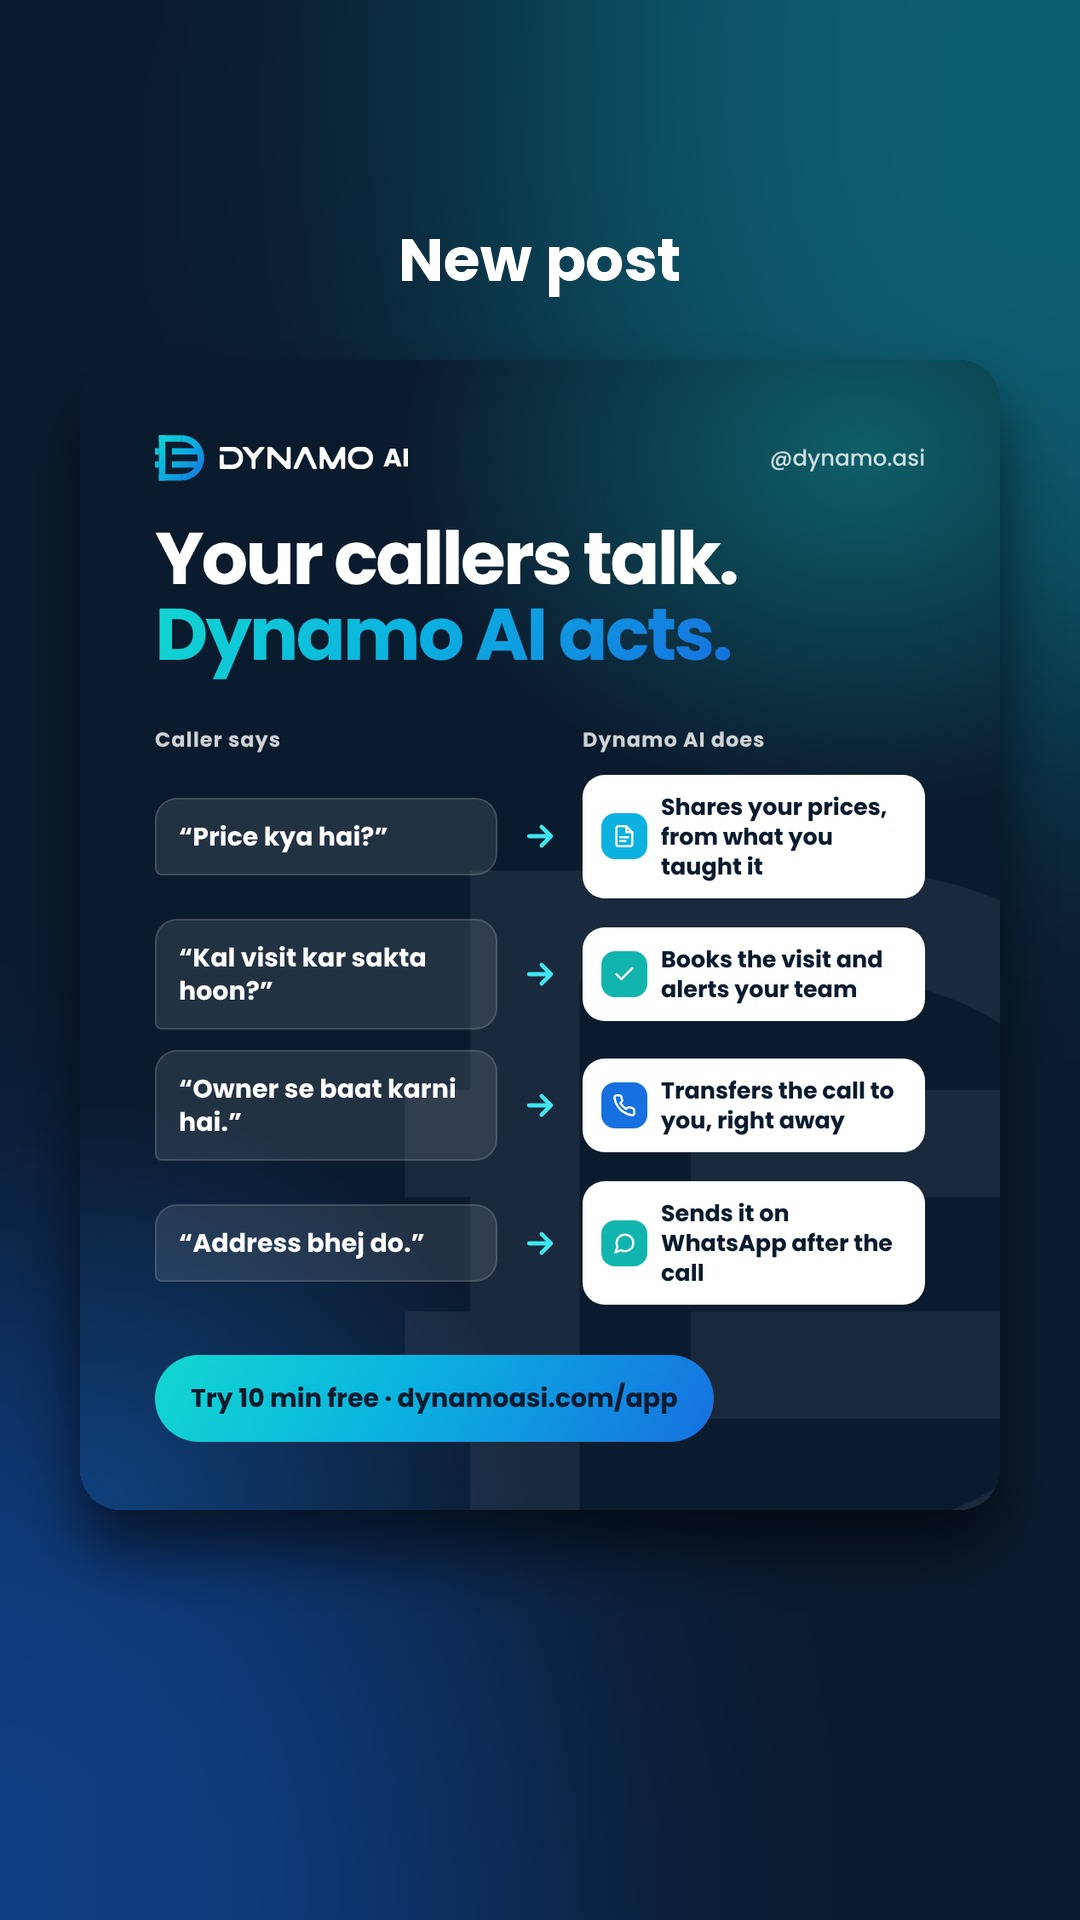 New post
DYNAMO AI
@dynamo.asi
Your callers talk.
Dynamo AI acts.
Caller says
Dynamo AI does
“Price kya hai?”
Shares your prices,
from what you
taught it
“Kal visit kar sakta
hoon?”
Books the visit and
alerts your team
“Owner se baat karni
hai.”
Transfers the call to
you, right away
“Address bhej do.”
Sends it on
WhatsApp after the
call
Try 10 min free · dynamoasi.com/app